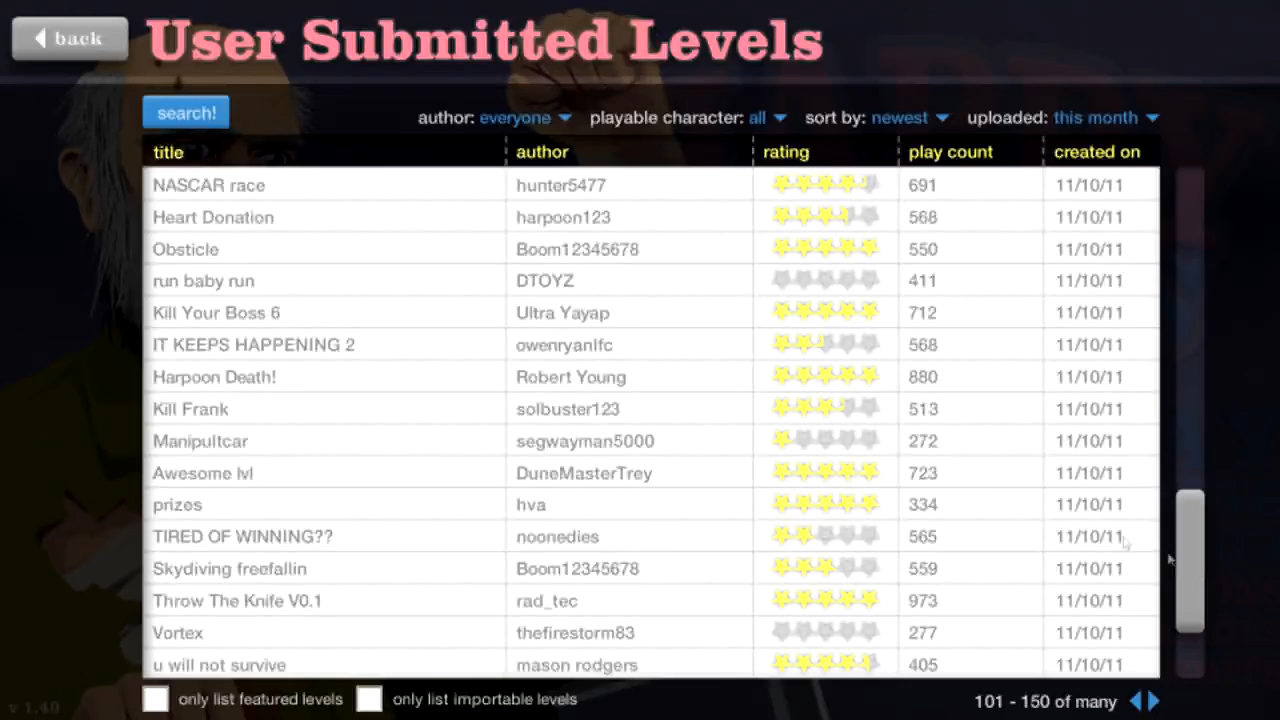 back
User Submitted Levels
search!
author: everyone playable character: all sort by: newest uploaded: this month
title author rating play count created on
NASCAR race hunter5477 691 11/10/11
Heart Donation harpoon123 568 11/10/11
Obsticle Boom12345678 550 11/10/11
run baby run DTOYZ 411 11/10/11
Kill Your Boss 6 Ultra Yayap 712 11/10/11
IT KEEPS HAPPENING 2 owenryanlfc 568 11/10/11
Harpoon Death! Robert Young 880 11/10/11
Kill Frank solbuster123 513 11/10/11
Manipultcar segwayman5000 272 11/10/11
Awesome lvl DuneMasterTrey 723 11/10/11
prizes hva 334 11/10/11
TIRED OF WINNING?? noonedies 565 11/10/11
Skydiving freefallin Boom12345678 559 11/10/11
Throw The Knife V0.1 rad_tec 973 11/10/11
Vortex thefirestorm83 277 11/10/11
u will not survive mason rodgers 405 11/10/11
only list featured levels only list importable levels 101 - 150 of many
v 1.40